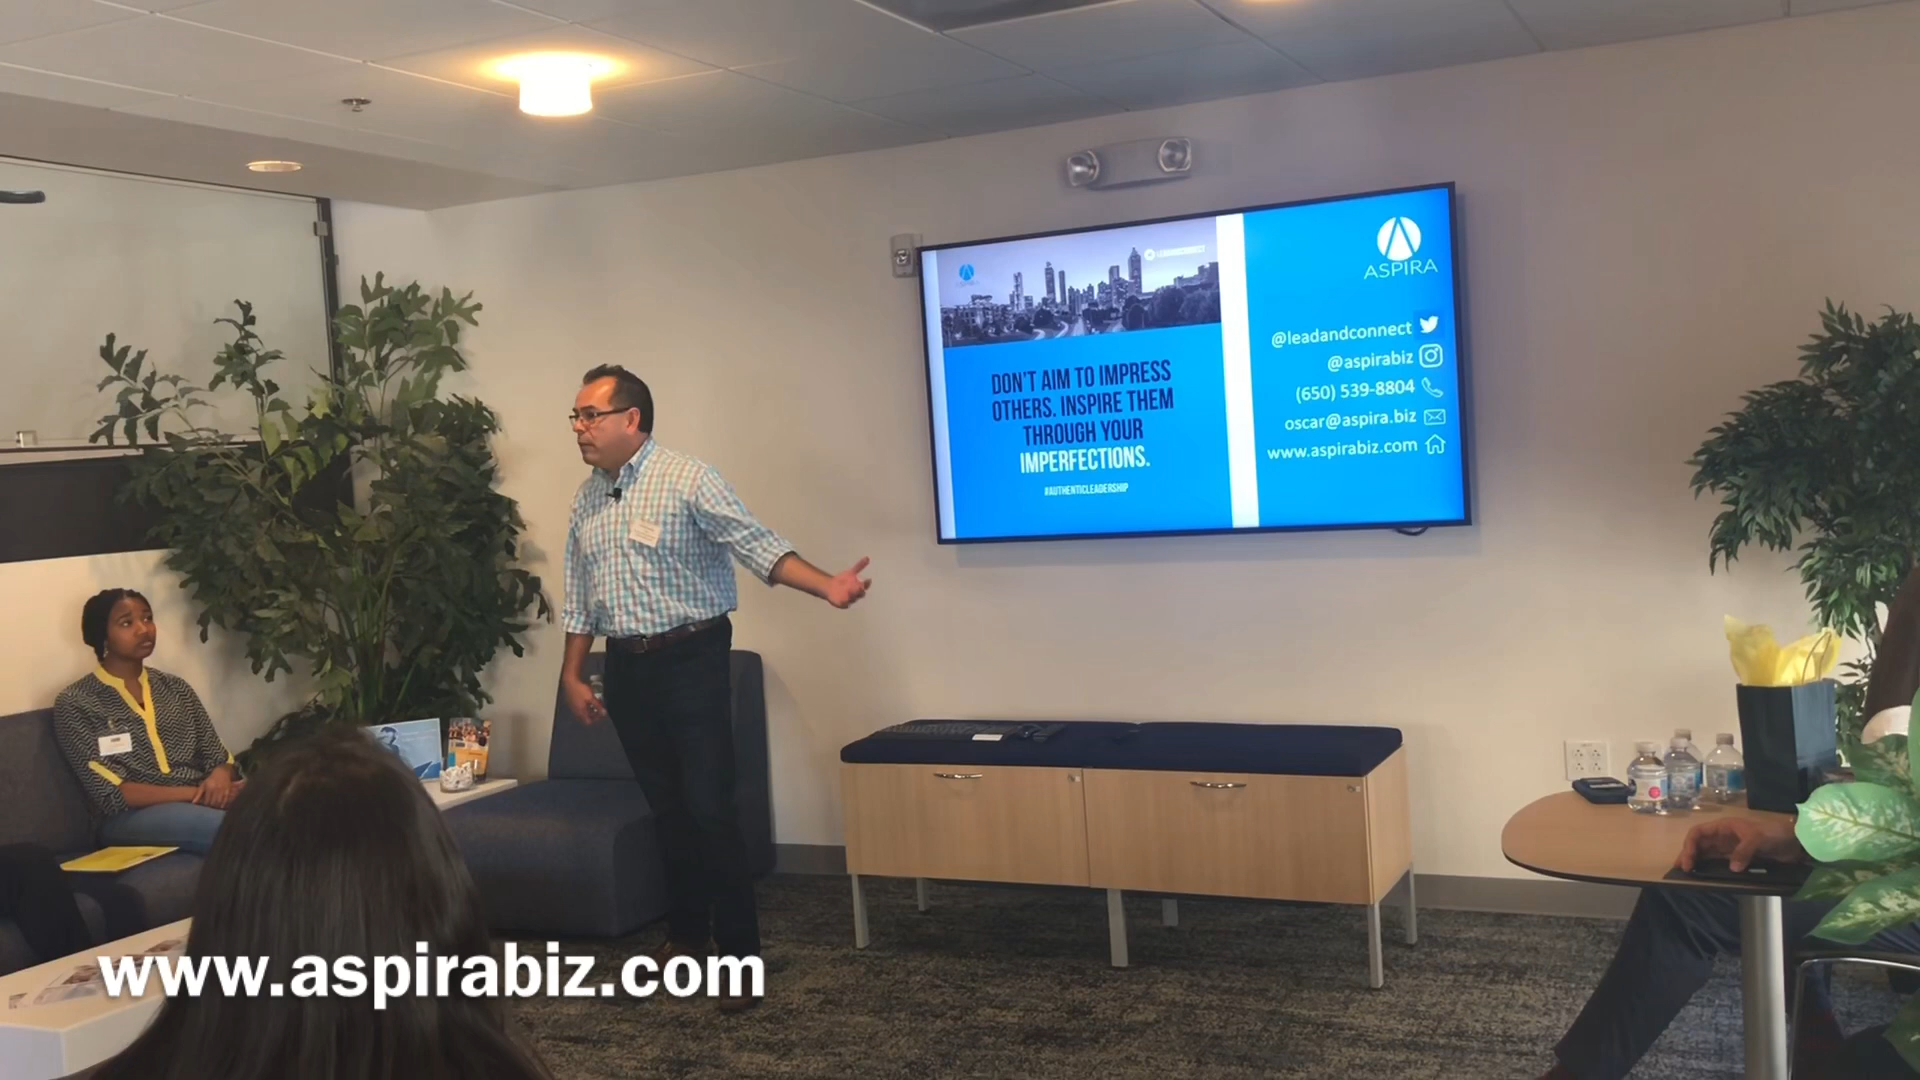 @LEADANDCONNECT
DON'T AIM TO IMPRESS
OTHERS. INSPIRE THEM
THROUGH YOUR
IMPERFECTIONS.
#AUTHENTICLEADERSHIP
ASPIRA
@leadandconnect
@aspirabiz
(650) 539-8804
oscar@aspira.biz
www.aspirabiz.com
www.aspirabiz.com